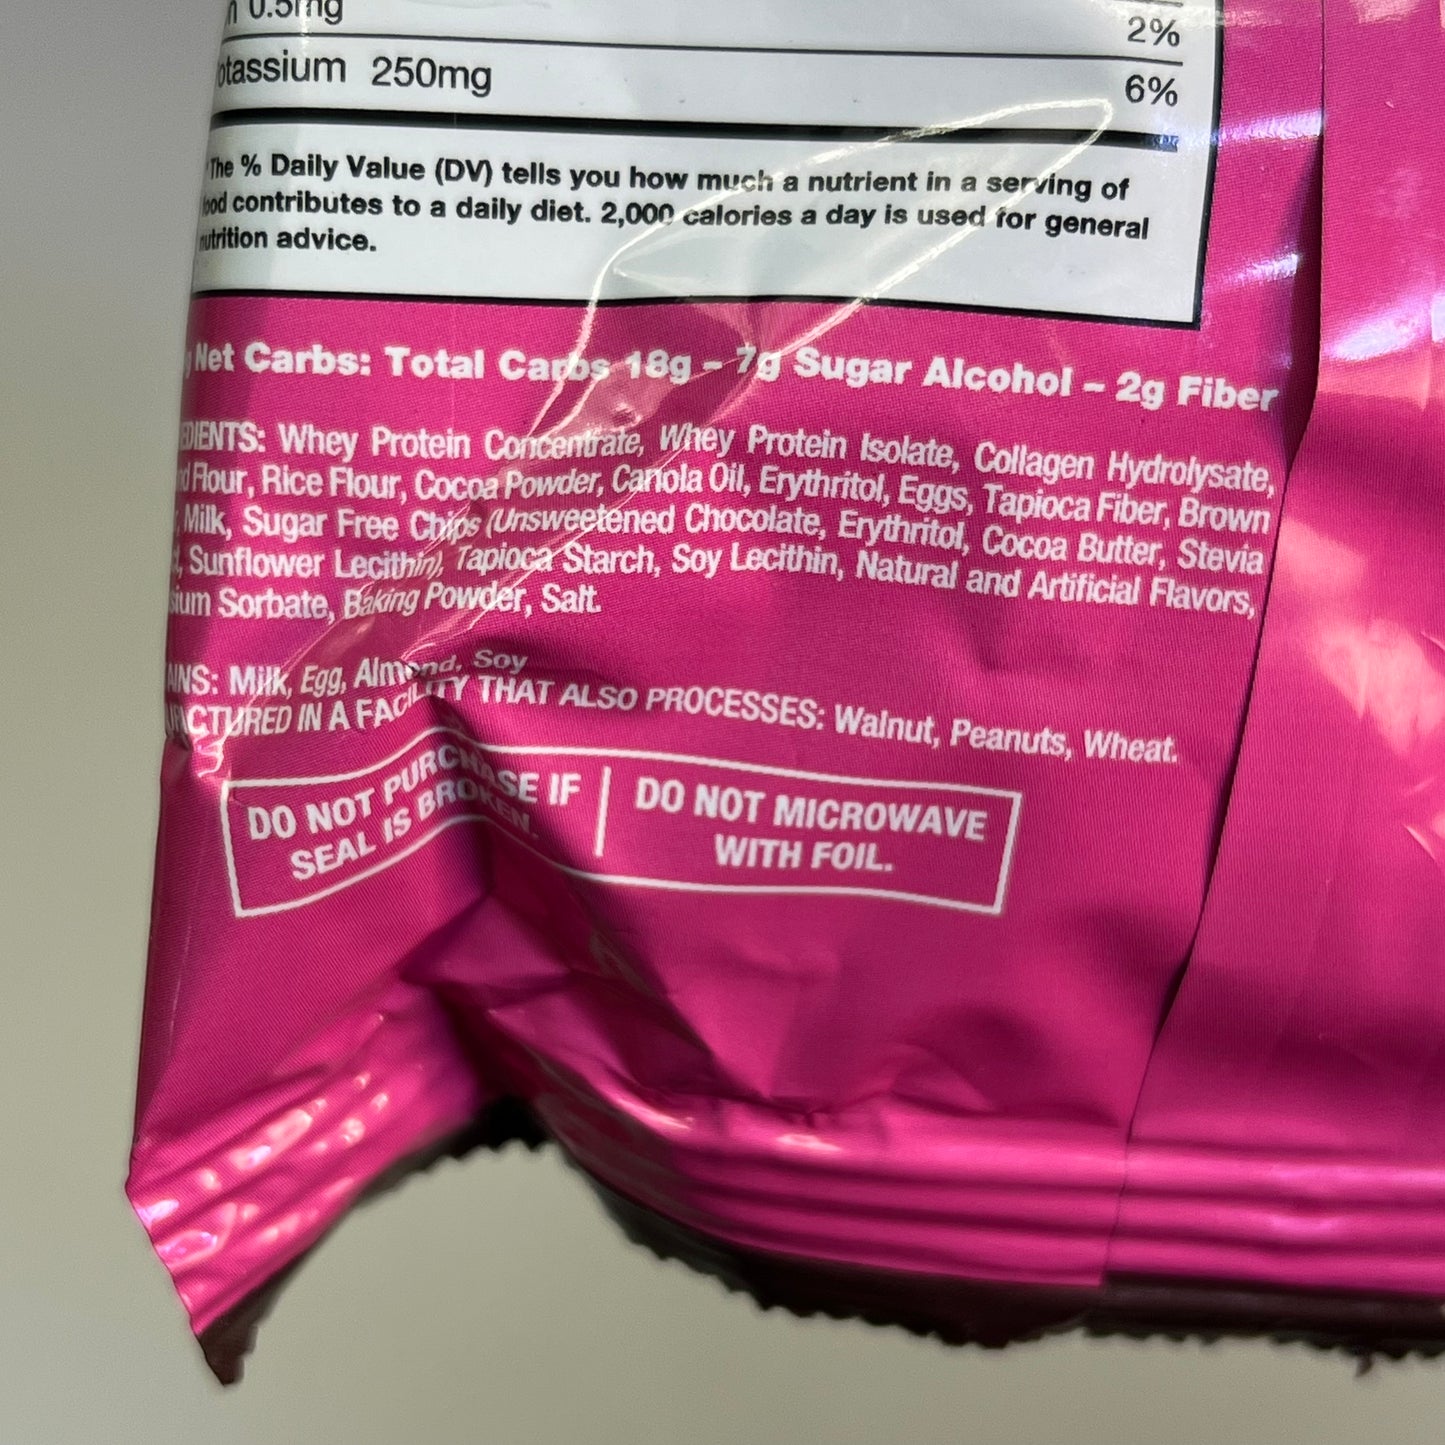 0.5mg 2%
otassium 250mg 6%
*The % Daily Value (DV) tells you how much a nutrient in a serving of
ood contributes to a daily diet. 2,000 calories a day is used for general
nutrition advice.
Net Carbs: Total Carbs 18g – 7g Sugar Alcohol – 2g Fiber
EDIENTS: Whey Protein Concentrate, Whey Protein Isolate, Collagen Hydrolysate,
d Flour, Rice Flour, Cocoa Powder, Canola Oil, Erythritol, Eggs, Tapioca Fiber, Brown
, Milk, Sugar Free Chips (Unsweetened Chocolate, Erythritol, Cocoa Butter, Stevia
t, Sunflower Lecithin), Tapioca Starch, Soy Lecithin, Natural and Artificial Flavors,
sium Sorbate, Baking Powder, Salt.
AINS: Milk, Egg, Almond, Soy
CTURED IN A FACILITY THAT ALSO PROCESSES: Walnut, Peanuts, Wheat.
DO NOT PURCHASE IF
SEAL IS BROKEN.
DO NOT MICROWAVE
WITH FOIL.